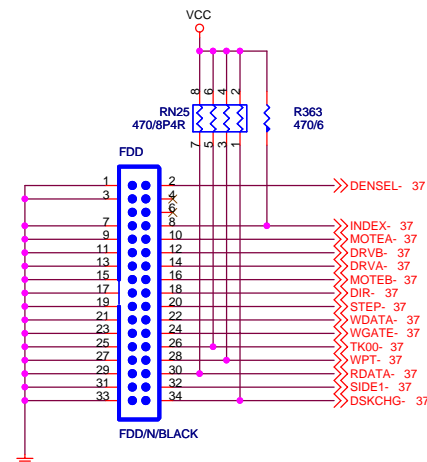 VCC
8 6 4 2
RN25
470/8P4R
R363
470/6
7 5 3 1
FDD
1 2 DENSEL- 37
3 4
6
7 8 INDEX- 37
9 10 MOTEA- 37
11 12 DRVB- 37
13 14 DRVA- 37
15 16 MOTEB- 37
17 18 DIR- 37
19 20 STEP- 37
21 22 WDATA- 37
23 24 WGATE- 37
25 26 TK00- 37
27 28 WPT- 37
29 30 RDATA- 37
31 32 SIDE1- 37
33 34 DSKCHG- 37
FDD/N/BLACK